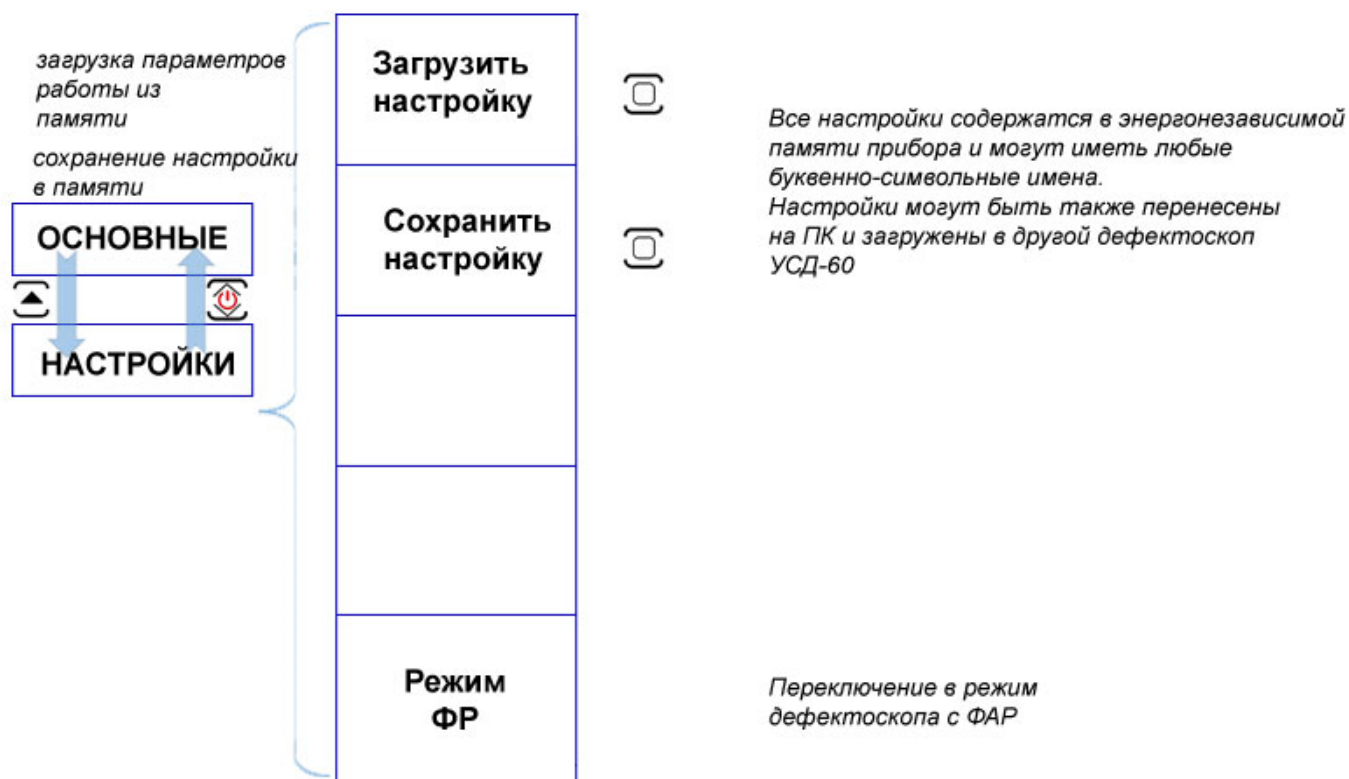 загрузка параметров
работы из
памяти
сохранение настройки
в памяти
ОСНОВНЫЕ
НАСТРОЙКИ
Загрузить
настройку
Сохранить
настройку
Режим
ФР
Все настройки содержатся в энергонезависимой
памяти прибора и могут иметь любые
буквенно-символьные имена.
Настройки могут быть также перенесены
на ПК и загружены в другой дефектоскоп
УСД-60
Переключение в режим
дефектоскопа с ФАР